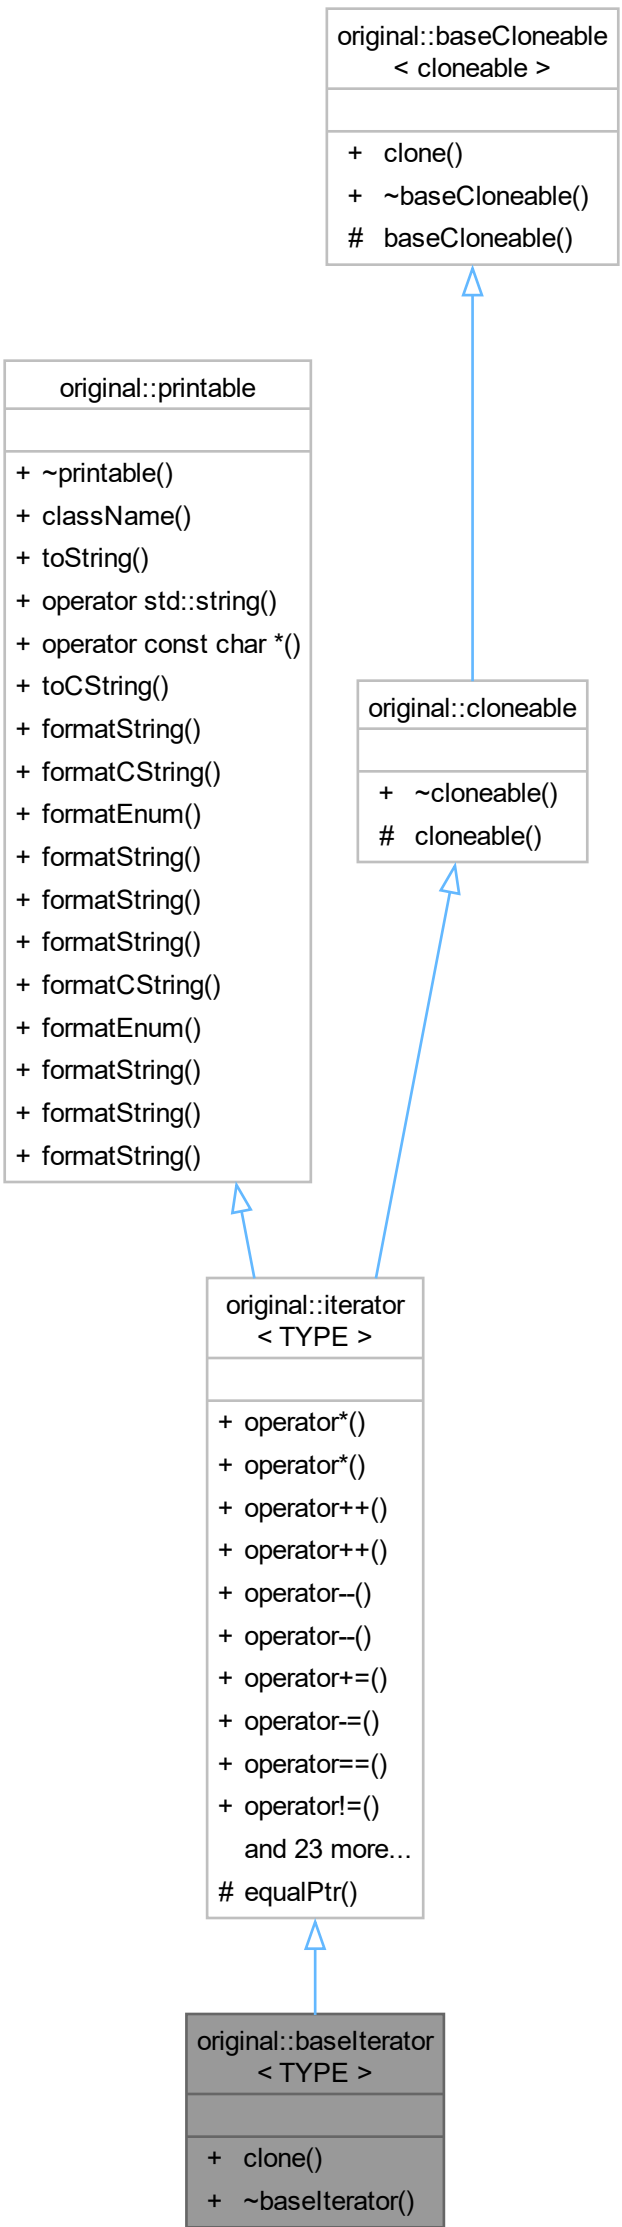 original::baseCloneable
< cloneable >
+ clone()
+ ~baseCloneable()
# baseCloneable()
original::printable
+ ~printable()
+ className()
+ toString()
+ operator std::string()
+ operator const char *()
+ toCString()
+ formatString()
+ formatCString()
+ formatEnum()
+ formatString()
+ formatString()
+ formatString()
+ formatCString()
+ formatEnum()
+ formatString()
+ formatString()
+ formatString()
original::cloneable
+ ~cloneable()
# cloneable()
original::iterator
< TYPE >
+ operator*()
+ operator*()
+ operator++()
+ operator++()
+ operator--()
+ operator--()
+ operator+=()
+ operator-=()
+ operator==()
+ operator!=()
and 23 more...
# equalPtr()
original::baseIterator
< TYPE >
+ clone()
+ ~baseIterator()